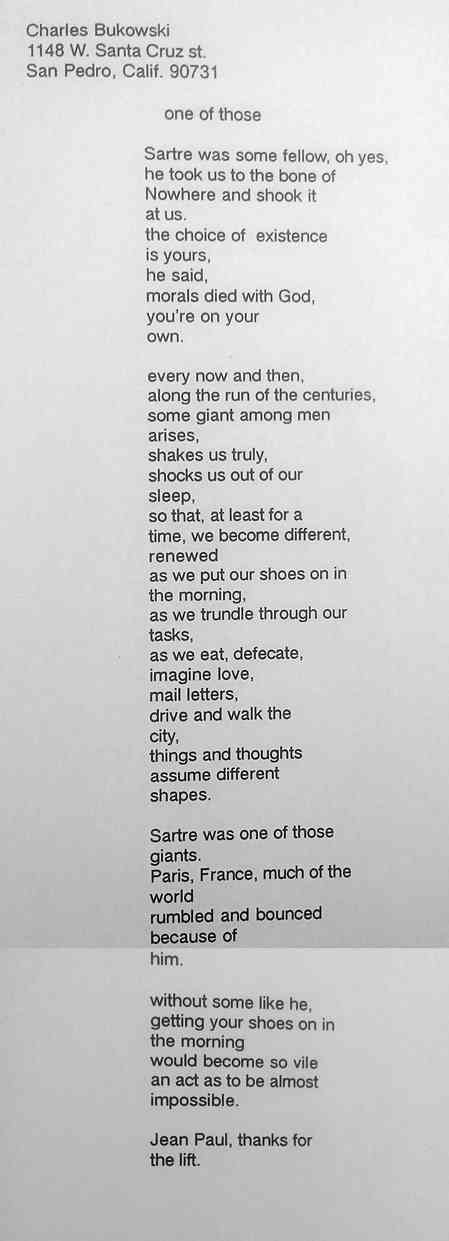 Charles Bukowski
1148 W. Santa Cruz st.
San Pedro, Calif. 90731
one of those
Sartre was some fellow, oh yes,
he took us to the bone of
Nowhere and shook it
at us.
the choice of existence
is yours,
he said,
morals died with God,
you're on your
own.
every now and then,
along the run of the centuries,
some giant among men
arises,
shakes us truly,
shocks us out of our
sleep,
so that, at least for a
time, we become different,
renewed
as we put our shoes on in
the morning,
as we trundle through our
tasks,
as we eat, defecate,
imagine love,
mail letters,
drive and walk the
city,
things and thoughts
assume different
shapes.
Sartre was one of those
giants.
Paris, France, much of the
world
rumbled and bounced
because of
him.
without some like he,
getting your shoes on in
the morning
would become so vile
an act as to be almost
impossible.
Jean Paul, thanks for
the lift.